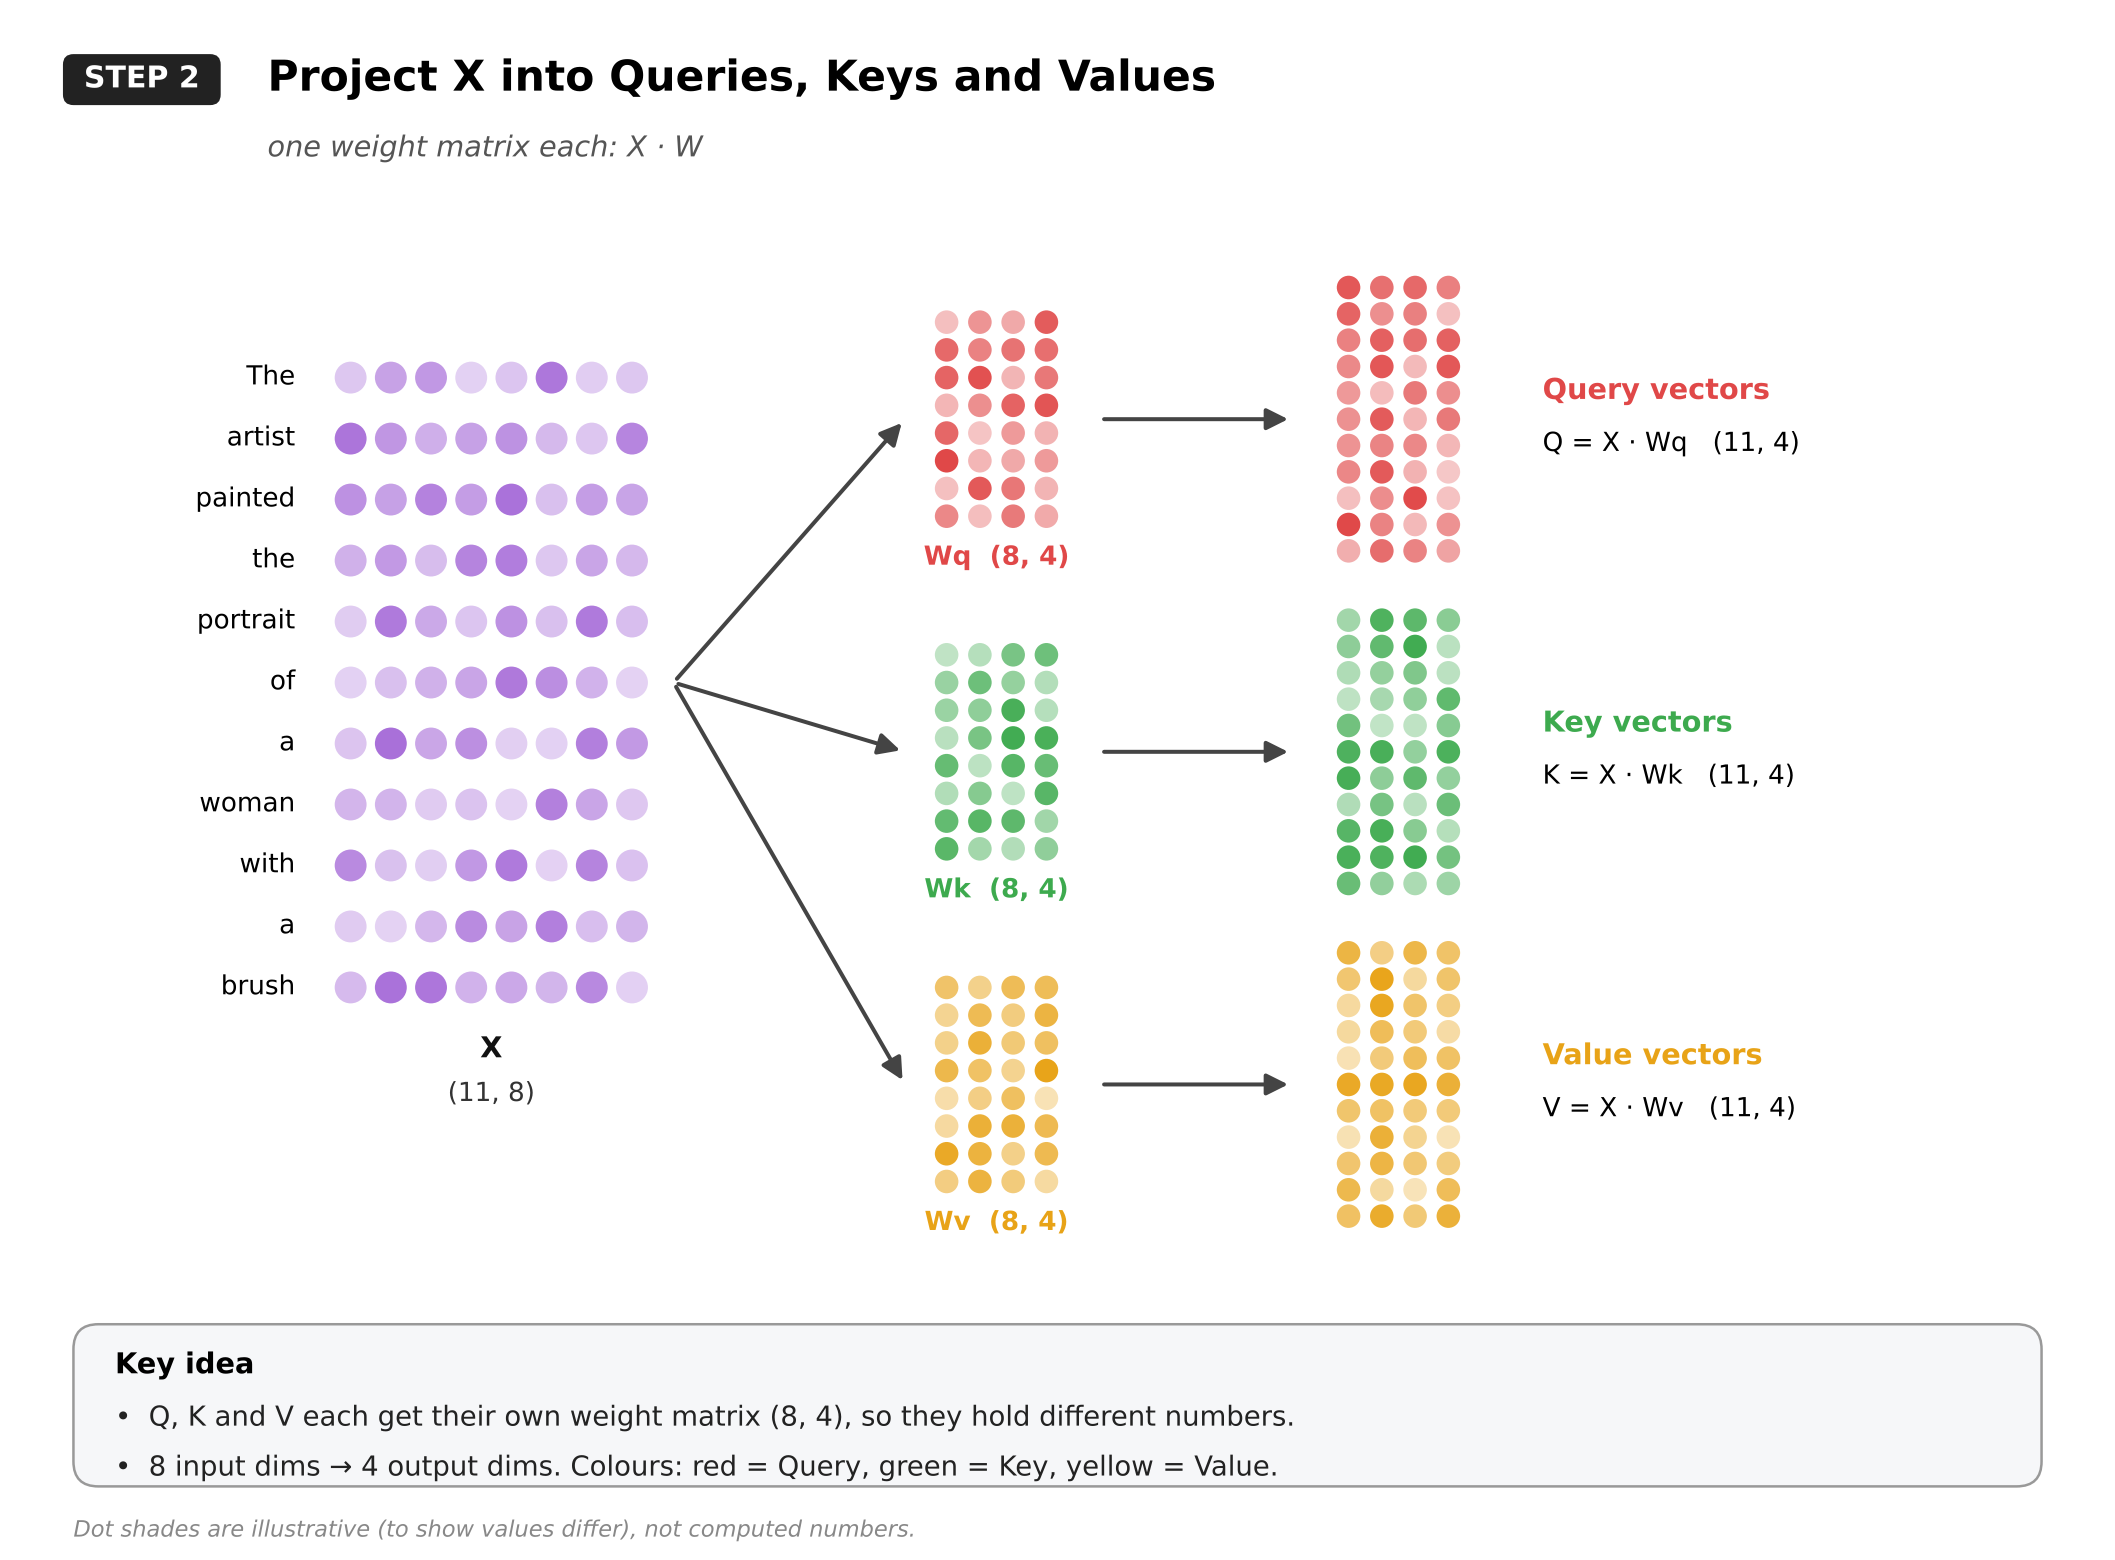 STEP 2
Project X into Queries, Keys and Values
one weight matrix each: X · W
The
artist
painted
the
portrait
of
a
woman
with
a
brush
X
(11, 8)
Wq (8, 4)
Wk (8, 4)
Wv (8, 4)
Query vectors
Q = X · Wq (11, 4)
Key vectors
K = X · Wk (11, 4)
Value vectors
V = X · Wv (11, 4)
Key idea
• Q, K and V each get their own weight matrix (8, 4), so they hold different numbers.
• 8 input dims → 4 output dims. Colours: red = Query, green = Key, yellow = Value.
Dot shades are illustrative (to show values differ), not computed numbers.